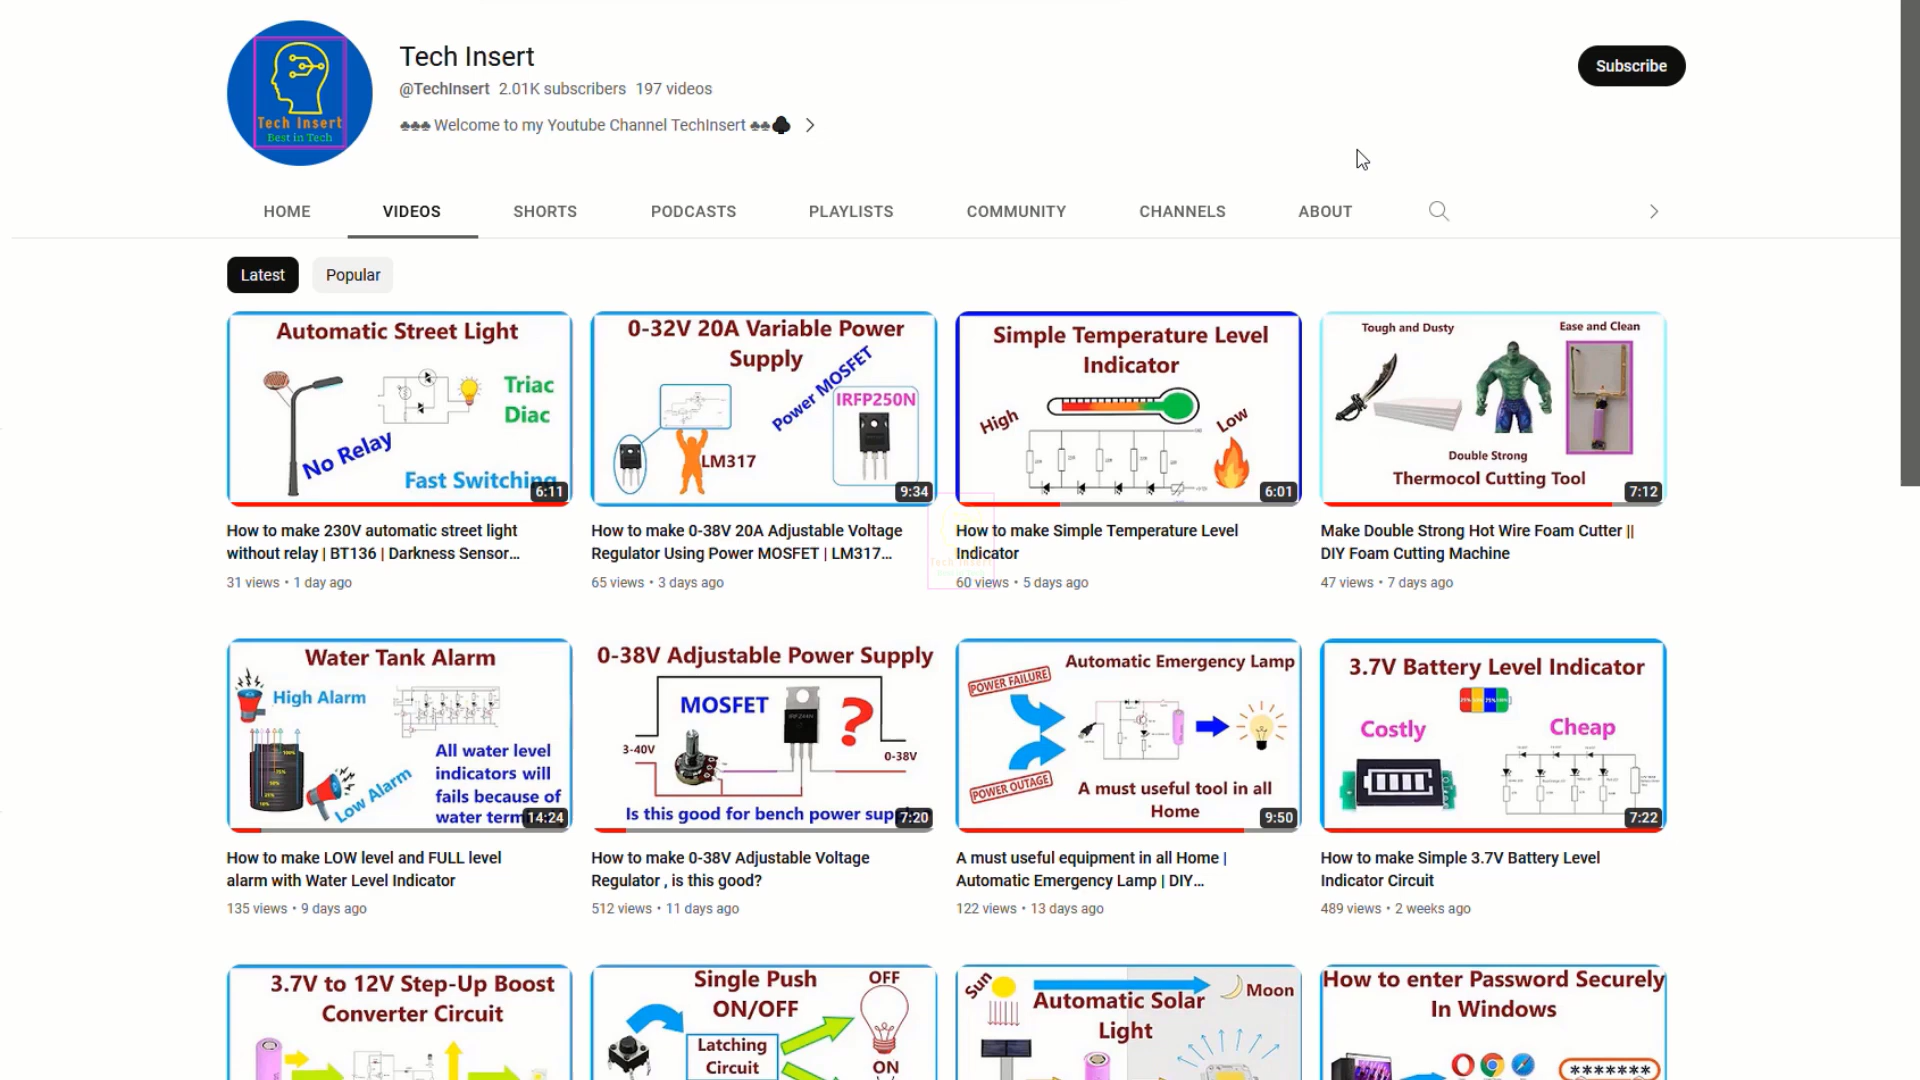 Tech Insert
Best in Tech
Tech Insert
@TechInsert 2.01K subscribers 197 videos
♣♣♣ Welcome to my Youtube Channel TechInsert ♣♣♣
Subscribe
HOME
VIDEOS
SHORTS
PODCASTS
PLAYLISTS
COMMUNITY
CHANNELS
ABOUT
Latest
Popular
Automatic Street Light
Triac
Diac
No Relay
Fast Switching
6:11
How to make 230V automatic street light
without relay | BT136 | Darkness Sensor...
31 views • 1 day ago
0-32V 20A Variable Power
Supply
Power MOSFET
IRFP250N
LM317
9:34
How to make 0-38V 20A Adjustable Voltage
Regulator Using Power MOSFET | LM317...
65 views • 3 days ago
Simple Temperature Level
Indicator
High
Low
6:01
How to make Simple Temperature Level
Indicator
60 views • 5 days ago
Tech Insert
Tough and Dusty
Ease and Clean
Double Strong
Thermocol Cutting Tool
7:12
Make Double Strong Hot Wire Foam Cutter ||
DIY Foam Cutting Machine
47 views • 7 days ago
Water Tank Alarm
High Alarm
Low Alarm
100%
75%
50%
25%
All water level
indicators will
fails because of
water term
14:24
How to make LOW level and FULL level
alarm with Water Level Indicator
135 views • 9 days ago
0-38V Adjustable Power Supply
MOSFET
?
3-40V
0-38V
Is this good for bench power sup
7:20
How to make 0-38V Adjustable Voltage
Regulator , is this good?
512 views • 11 days ago
Automatic Emergency Lamp
POWER FAILURE
POWER OUTAGE
A must useful tool in all
Home
9:50
A must useful equipment in all Home |
Automatic Emergency Lamp | DIY...
122 views • 13 days ago
3.7V Battery Level Indicator
Costly
Cheap
7:22
How to make Simple 3.7V Battery Level
Indicator Circuit
489 views • 2 weeks ago
3.7V to 12V Step-Up Boost
Converter Circuit
Single Push
ON/OFF
OFF
Latching
Circuit
ON
Sun
Moon
Automatic Solar
Light
How to enter Password Securely
In Windows
*******